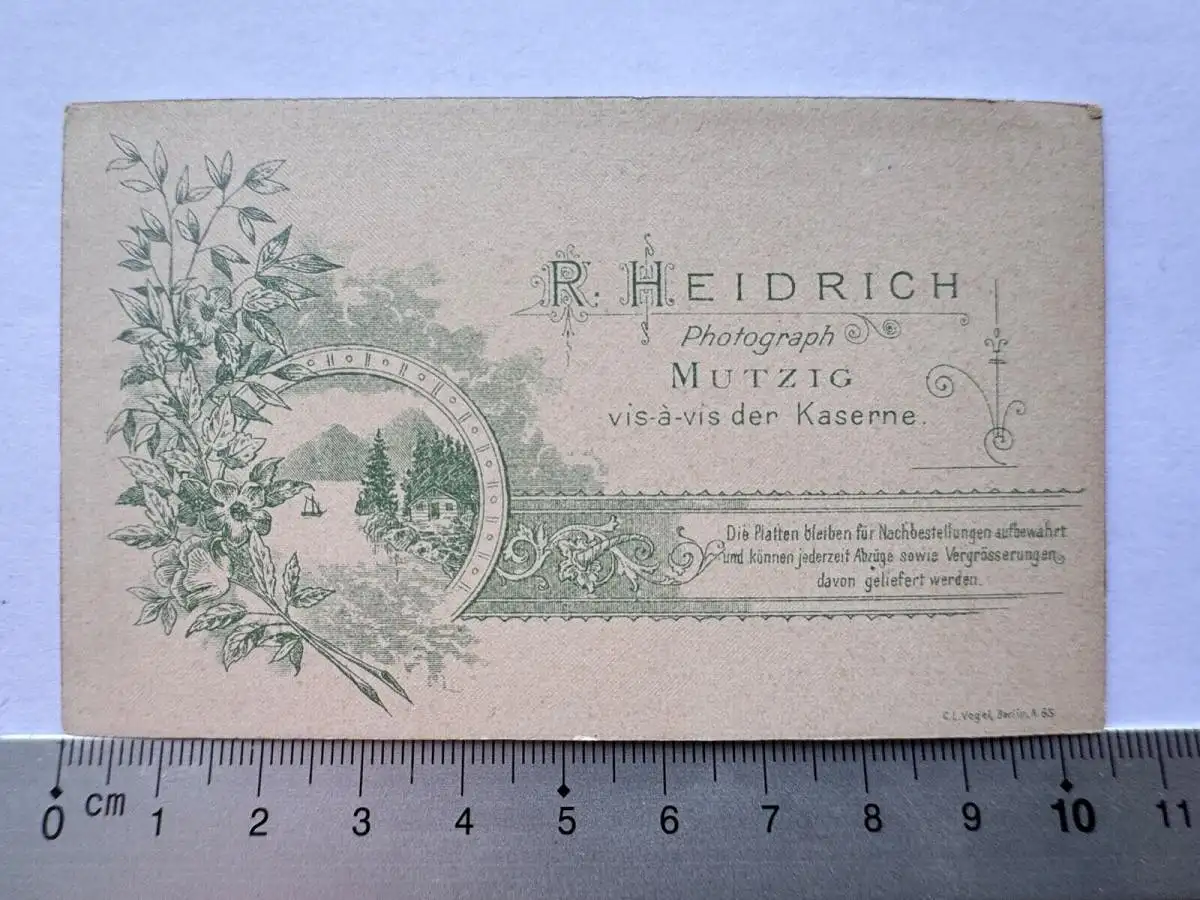 R. HEIDRICH
Photograph
MUTZIG
vis-à-vis der Kaserne.
Die Platten bleiben für Nachbestellungen aufbewahrt
und können jederzeit Abzüge sowie Vergrösserungen
davon geliefert werden.
C. L. Vogel, Berlin. A 65
0 cm 1 2 3 4 5 6 7 8 9 10 11